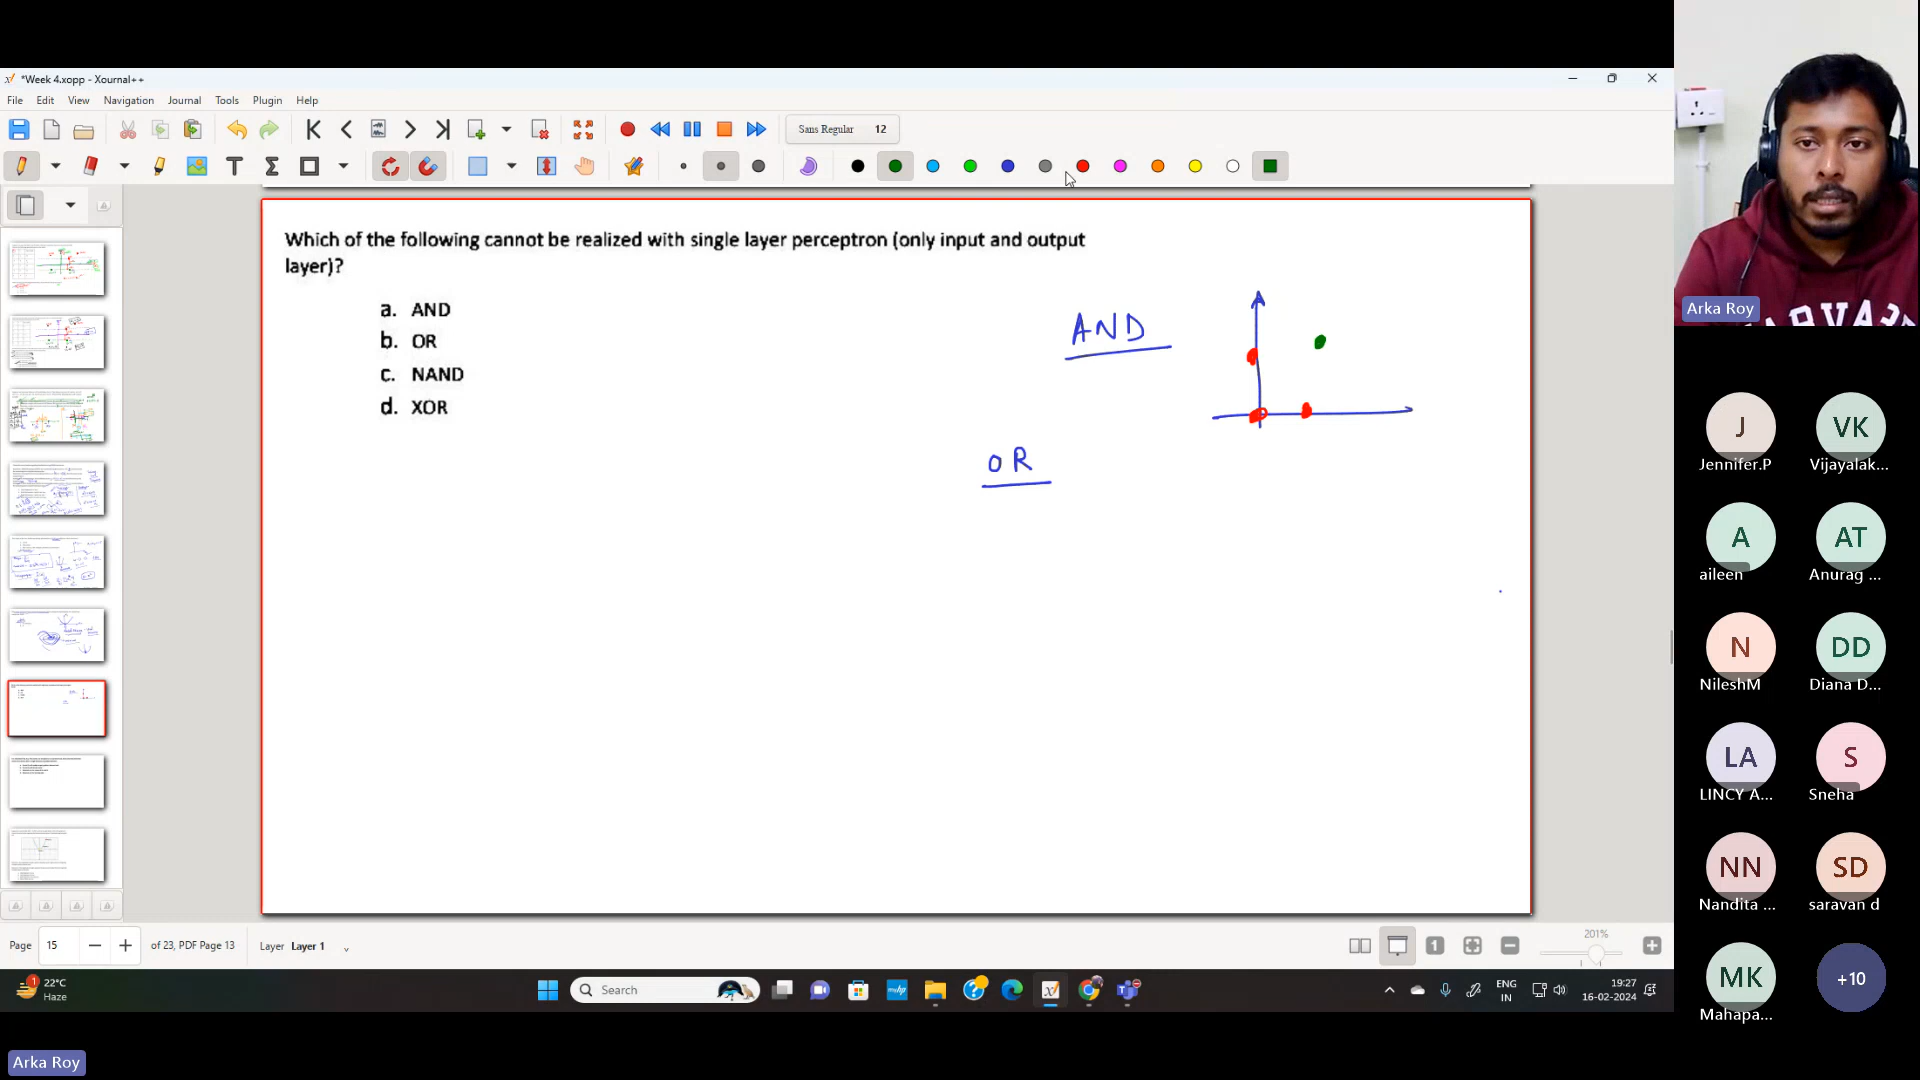 *Week 4.xopp - Xournal++
File Edit View Navigation Journal Tools Plugin Help
Sans Regular 12
Which of the following cannot be realized with single layer perceptron (only input and output
layer)?
a. AND
b. OR
c. NAND
d. XOR
AND
OR
Page 15 of 23, PDF Page 13 Layer Layer 1
201%
1
22°C
Haze
Search
ENG
IN
19:27
16-02-2024
Arka Roy
Arka Roy
J
Jennifer.P
VK
Vijayalak...
A
aileen
AT
Anurag ...
N
NileshM
DD
Diana D...
LA
LINCY A...
S
Sneha
NN
Nandita ...
SD
saravan d
MK
Mahapa...
+10